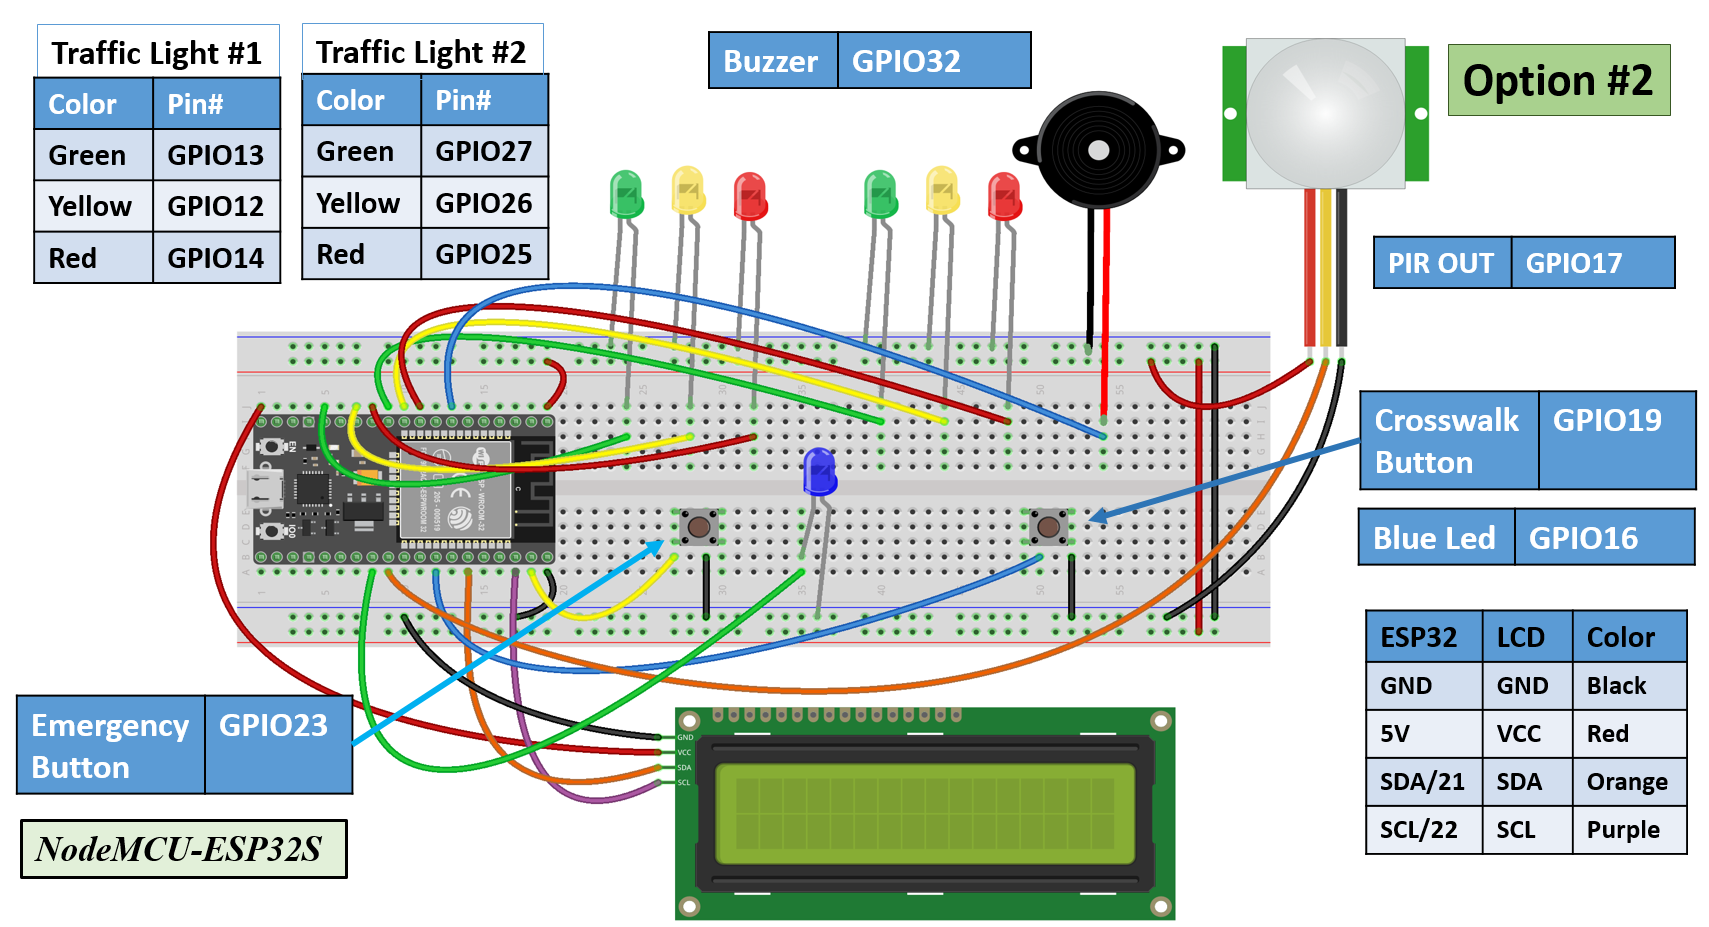 Traffic Light #1
Color Pin#
Green GPIO13
Yellow GPIO12
Red GPIO14
Traffic Light #2
Color Pin#
Green GPIO27
Yellow GPIO26
Red GPIO25
Buzzer GPIO32
Option #2
PIR OUT GPIO17
Crosswalk
Button
GPIO19
Blue Led GPIO16
ESP32 LCD Color
GND GND Black
5V VCC Red
SDA/21 SDA Orange
SCL/22 SCL Purple
Emergency
Button
GPIO23
NodeMCU-ESP32S
GND
VCC
SDA
SCL